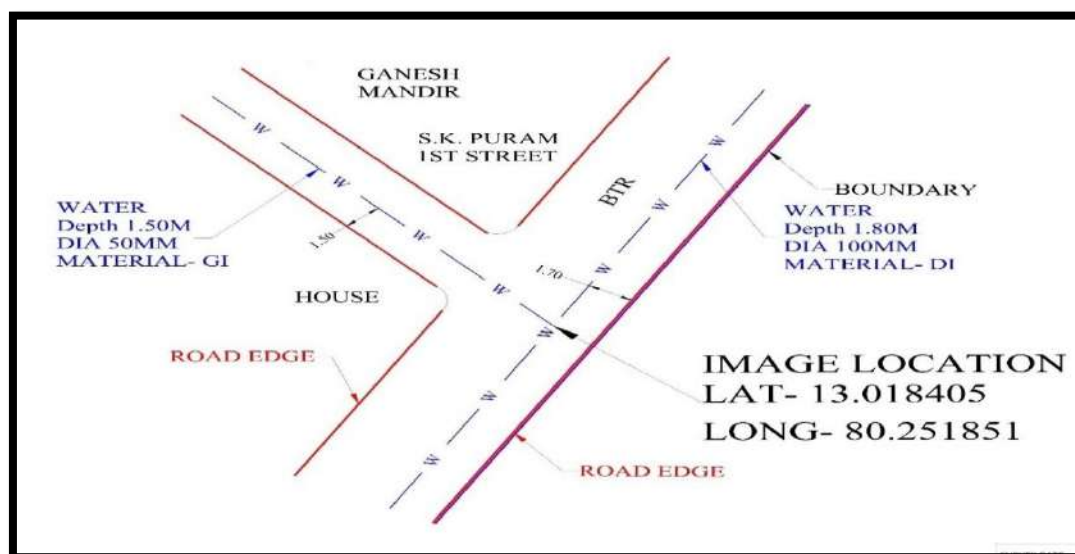 GANESH
MANDIR
S.K. PURAM
1ST STREET
W
W
W
W
W
W
W
W
W
W
BTR
BOUNDARY
WATER
Depth 1.50M
DIA 50MM
MATERIAL- GI
1.50
WATER
Depth 1.80M
DIA 100MM
MATERIAL- DI
1.70
HOUSE
ROAD EDGE
IMAGE LOCATION
LAT- 13.018405
LONG- 80.251851
ROAD EDGE